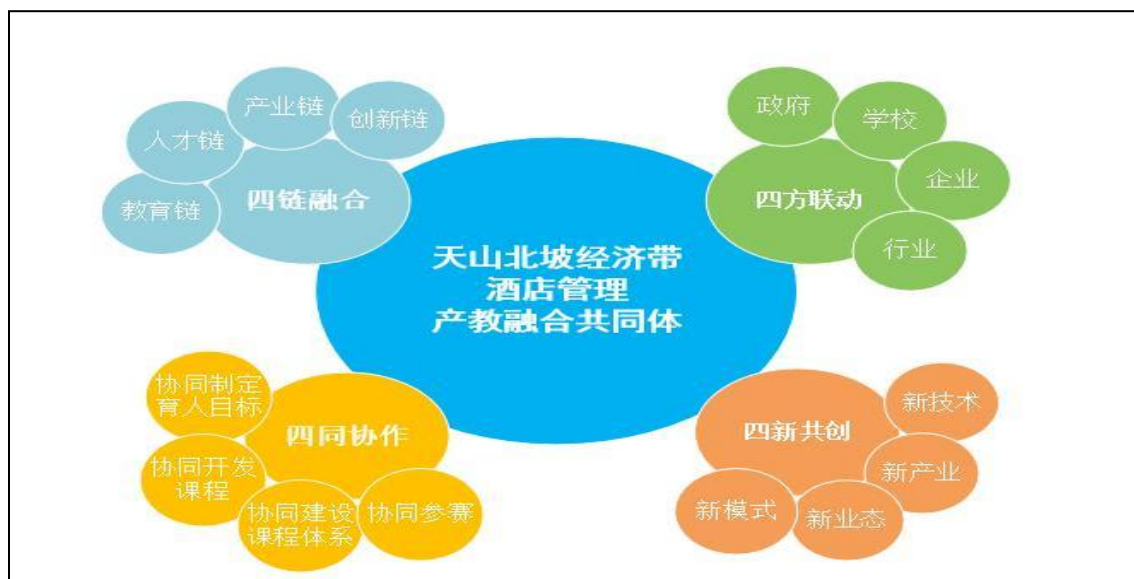 产业链
创新链
人才链
教育链
四链融合
政府
学校
企业
行业
四方联动
天山北坡经济带
酒店管理
产教融合共同体
协同制定
育人目标
四同协作
协同开发
课程
协同建设
课程体系
协同参赛
四新共创
新技术
新产业
新业态
新模式